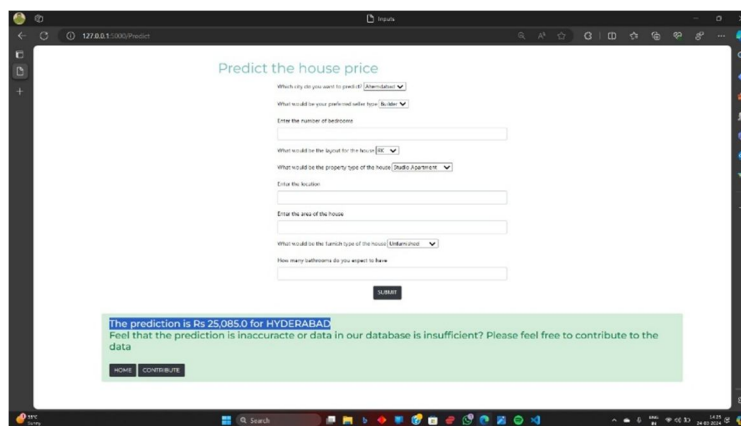 Inputs
127.0.0.1:5000/Predict
Predict the house price
Which city do you want to predict? Ahemdabad
What would be your preferred seller type Builder
Enter the number of bedrooms
What would be the layout for the house RK
What would be the property type of the house Studio Apartment
Enter the location
Enter the area of the house
What would be the furnish type of the house Unfurnished
How many bathrooms do you expect to have
SUBMIT
The prediction is Rs 25,085.0 for HYDERABAD
Feel that the prediction is inaccuracte or data in our database is insufficient? Please feel free to contribute to the
data
HOME CONTRIBUTE
Sunny
Search
14:25